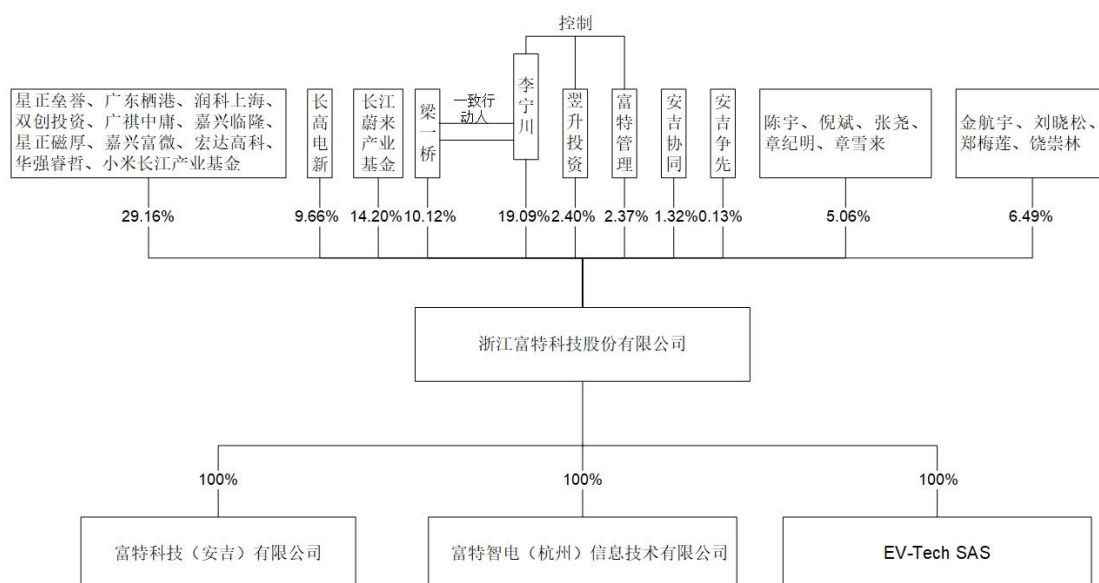 控制
星正垒誉、广东栖港、润科上海、
双创投资、广祺中庸、嘉兴临隆、
星正磁厚、嘉兴富微、宏达高科、
华强睿哲、小米长江产业基金
长高电新
长江
蔚来
产业
基金
梁一桥
一致行
动人
李宁川
翌升投资
富特管理
安吉协同
安吉争先
陈宇、倪斌、张尧、
章纪明、章雪来
金航宇、刘晓松、
郑梅莲、饶崇林
29.16%
9.66%
14.20%
10.12%
19.09%
2.40%
2.37%
1.32%
0.13%
5.06%
6.49%
浙江富特科技股份有限公司
100%
100%
100%
富特科技（安吉）有限公司
富特智电（杭州）信息技术有限公司
EV-Tech SAS